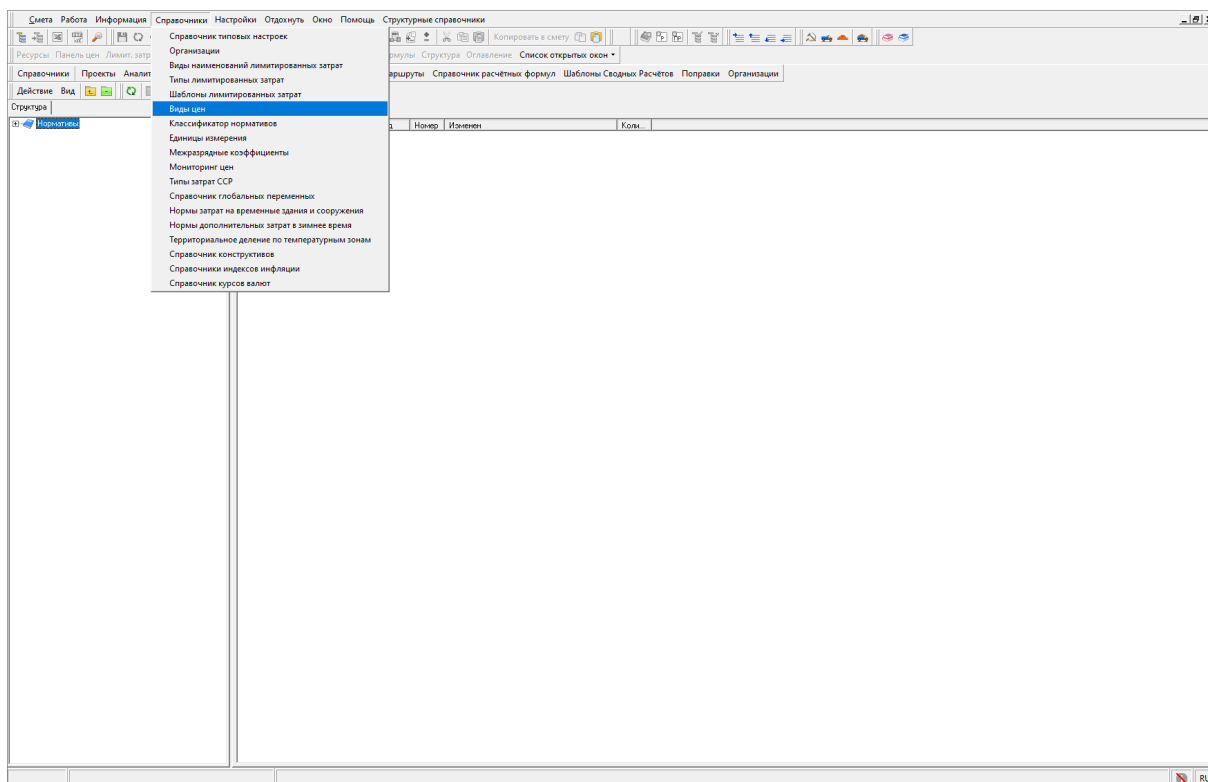 Смета Работа Информация Справочники Настройки Отдохнуть Окно Помощь Структурные справочники
Копировать в смету
Ресурсы Панель цен Лимит. Структура Оглавление Список открытых окон
Справочники Проекты Справочник расчётных формул Шаблоны Сводных Расчётов Поправки Организации
Действие Вид
Структура
Нормативы
Номер Изменен Коли...
Справочник типовых настроек
Организации
Виды наименований лимитированных затрат
Типы лимитированных затрат
Шаблоны лимитированных затрат
Виды цен
Классификатор нормативов
Единицы измерения
Межразрядные коэффициенты
Мониторинг цен
Типы затрат ССР
Справочник глобальных переменных
Нормы затрат на временные здания и сооружения
Нормы дополнительных затрат в зимнее время
Территориальное деление по температурным зонам
Справочник конструктивов
Справочники индексов инфляции
Справочник курсов валют
RU